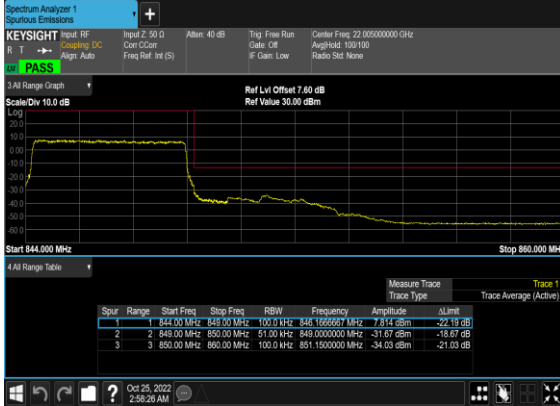 Spectrum Analyzer 1
Spurious Emissions
+
KEYSIGHT Input: RF Input Z: 50 Ω Atten: 40 dB Trig: Free Run Center Freq: 22.005000000 GHz
R T Coupling: DC Corr CCorr Gate: Off Avg|Hold: 100/100
Align: Auto Freq Ref: Int (S) IF Gain: Low Radio Std: None
LXI PASS
3 All Range Graph
Ref Lvl Offset 7.60 dB
Scale/Div 10.0 dB Ref Value 30.00 dBm
Log
20.0
10.0
0.00
-10.0
-20.0
-30.0
-40.0
-50.0
-60.0
Start 844.000 MHz Stop 860.000 MH
4 All Range Table
Measure Trace Trace 1
Trace Type Trace Average (Active)
Spur Range Start Freq Stop Freq RBW Frequency Amplitude ΔLimit
1 1 844.00 MHz 849.00 MHz 100.0 kHz 846.1666667 MHz 7.814 dBm -22.19 dB
2 2 849.00 MHz 850.00 MHz 51.00 kHz 849.0000000 MHz -31.67 dBm -18.67 dB
3 3 850.00 MHz 860.00 MHz 100.0 kHz 851.1500000 MHz -34.03 dBm -21.03 dB
? Oct 25, 2022
2:58:26 AM